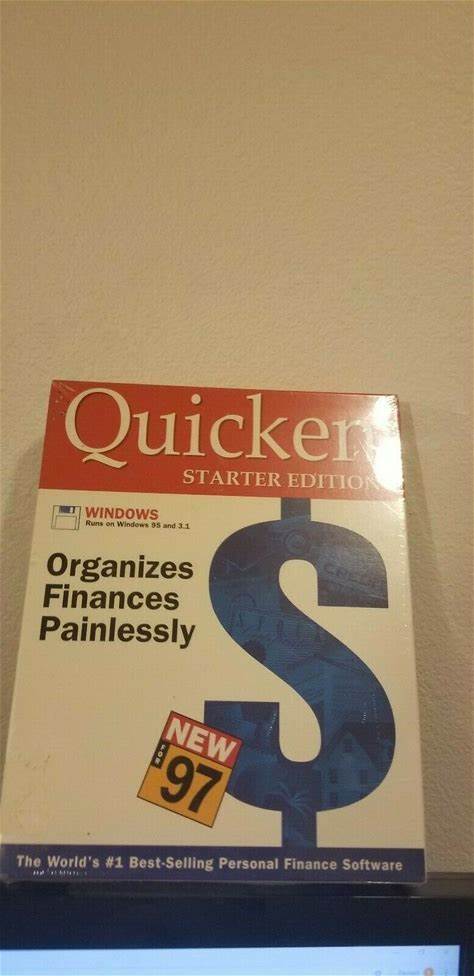 Quicken
STARTER EDITION
WINDOWS
Runs on Windows 95 and 3.1
Organizes
Finances
Painlessly
CREDIT
NEW
FOR
97
The World's #1 Best-Selling Personal Finance Software